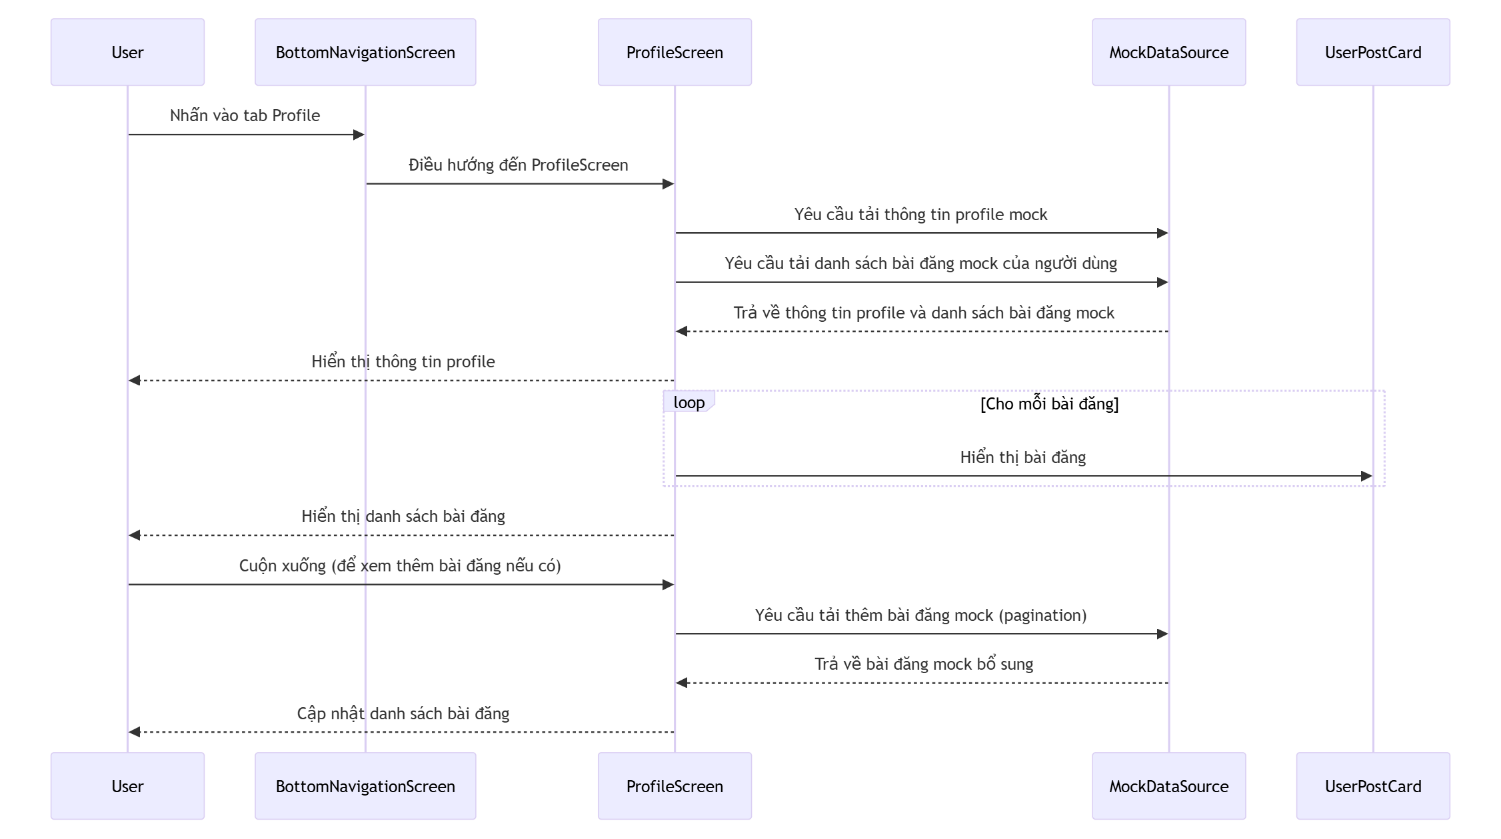 User
BottomNavigationScreen
ProfileScreen
MockDataSource
UserPostCard
Nhấn vào tab Profile
Điều hướng đến ProfileScreen
Yêu cầu tải thông tin profile mock
Yêu cầu tải danh sách bài đăng mock của người dùng
Trả về thông tin profile và danh sách bài đăng mock
Hiển thị thông tin profile
loop
[Cho mỗi bài đăng]
Hiển thị bài đăng
Hiển thị danh sách bài đăng
Cuộn xuống (để xem thêm bài đăng nếu có)
Yêu cầu tải thêm bài đăng mock (pagination)
Trả về bài đăng mock bổ sung
Cập nhật danh sách bài đăng
User
BottomNavigationScreen
ProfileScreen
MockDataSource
UserPostCard